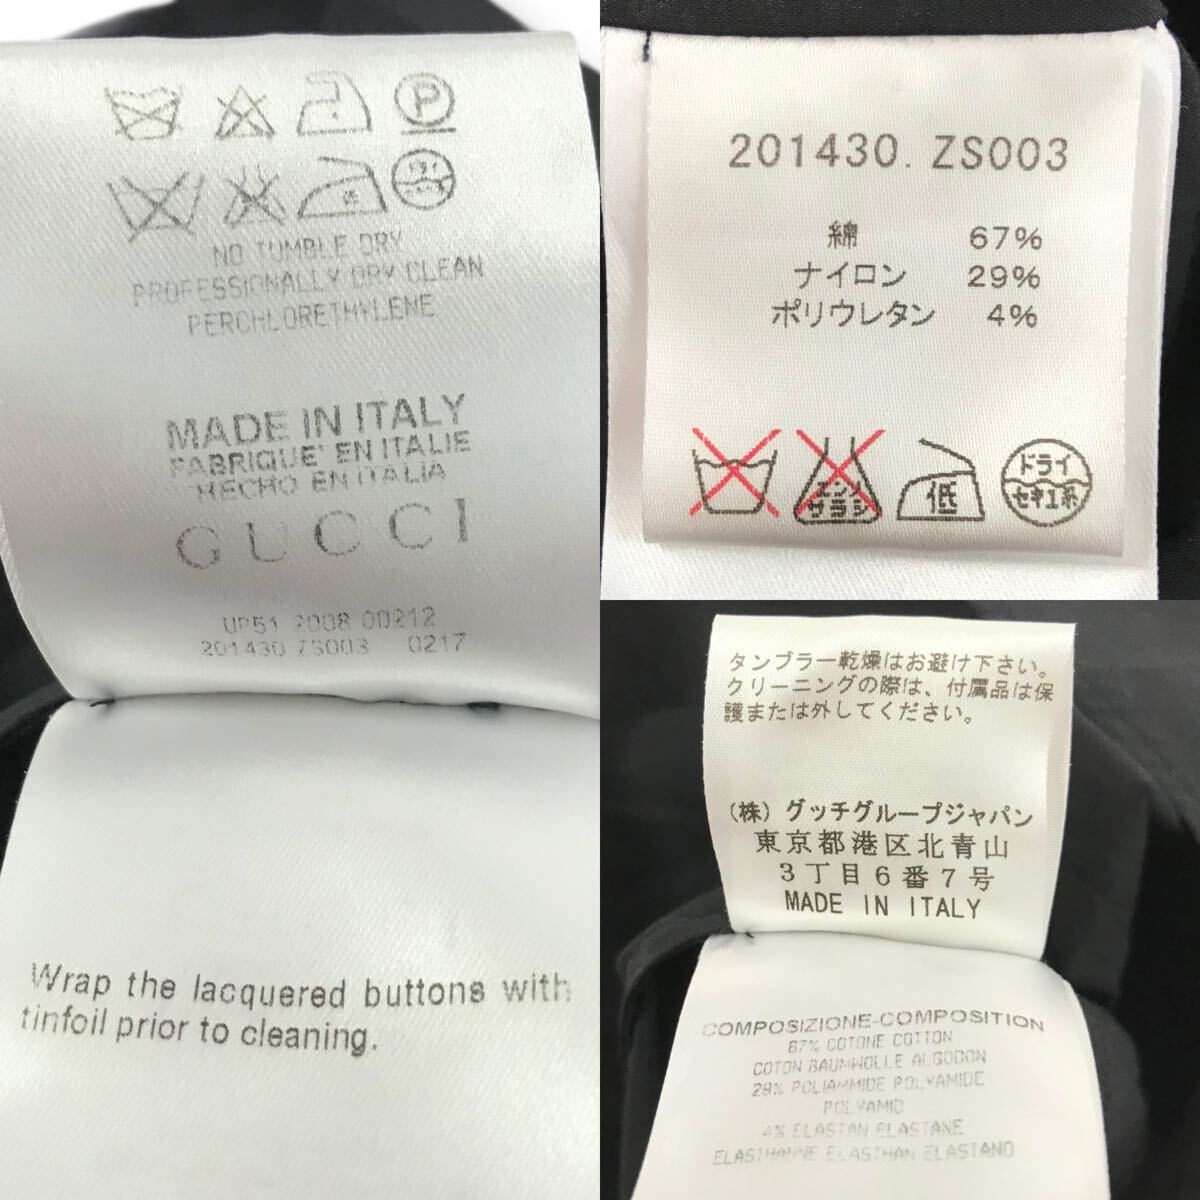 P
低
NO TUMBLE DRY
PROFESSIONALLY DRY CLEAN
PERCHLORETHYLENE
MADE IN ITALY
FABRIQUE' EN ITALIE
HECHO EN ITALIA
GUCCI
UP51 2008 00212
201430 ZS003 0217
Wrap the lacquered buttons with
tinfoil prior to cleaning.
201430. ZS003
綿 67%
ナイロン 29%
ポリウレタン 4%
エンソ
サラシ
低
ドライ
セキユ系
タンブラー乾燥はお避け下さい。
クリーニングの際は、付属品は保
護または外してください。
(株) グッチグループジャパン
東京都港区北青山
3丁目6番7号
MADE IN ITALY
COMPOSIZIONE-COMPOSITION
67% COTONE COTTON
COTON BAUMWOLLE ALGODON
29% POLIAMMIDE POLYAMIDE
POLYAMID
4% ELASTAN ELASTANE
ELASTHANNE ELASTHAN ELASTANO